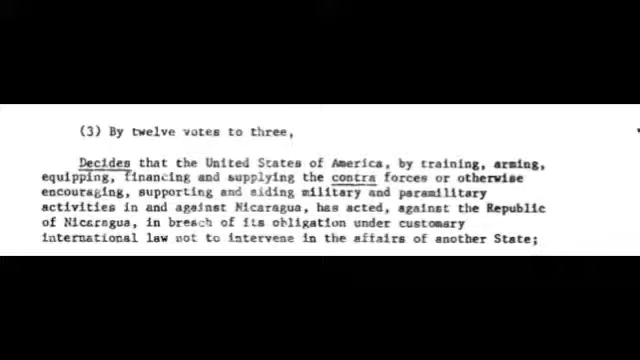 (3) By twelve votes to three,
Decides that the United States of America, by training, arming,
equipping, financing and supplying the contra forces or otherwise
encouraging, supporting and aiding military and paramilitary
activities in and against Nicaragua, has acted, against the Republic
of Nicaragua, in breach of its obligation under customary
international law not to intervene in the affairs of another State;